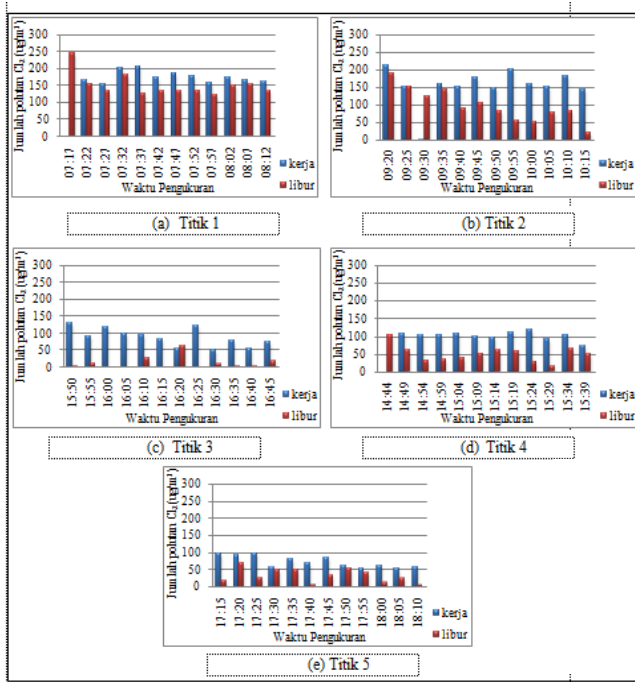 Jumlah polutan Cl₂ (ug/m³)
300
250
200
150
100
50
0
07:17 07:22 07:27 07:32 07:37 07:42 07:47 07:52 07:57 08:02 08:07 08:12
Waktu Pengukuran
kerja
libur
(a) Titik 1
Jumlah polutan Cl₂ (ug/m³)
300
250
200
150
100
50
0
09:20 09:25 09:30 09:35 09:40 09:45 09:50 09:55 10:00 10:05 10:10 10:15
Waktu Pengukuran
kerja
libur
(b) Titik 2
Jumlah polutan Cl₂ (ug/m³)
300
250
200
150
100
50
0
15:50 15:55 16:00 16:05 16:10 16:15 16:20 16:25 16:30 16:35 16:40 16:45
Waktu Pengukuran
kerja
libur
(c) Titik 3
Jumlah polutan Cl₂ (ug/m³)
300
250
200
150
100
50
0
14:44 14:49 14:54 14:59 15:04 15:09 15:14 15:19 15:24 15:29 15:34 15:39
Waktu Pengukuran
kerja
libur
(d) Titik 4
Jumlah polutan Cl₂ (ug/m³)
300
250
200
150
100
50
0
17:15 17:20 17:25 17:30 17:35 17:40 17:45 17:50 17:55 18:00 18:05 18:10
Waktu Pengukuran
kerja
libur
(e) Titik 5